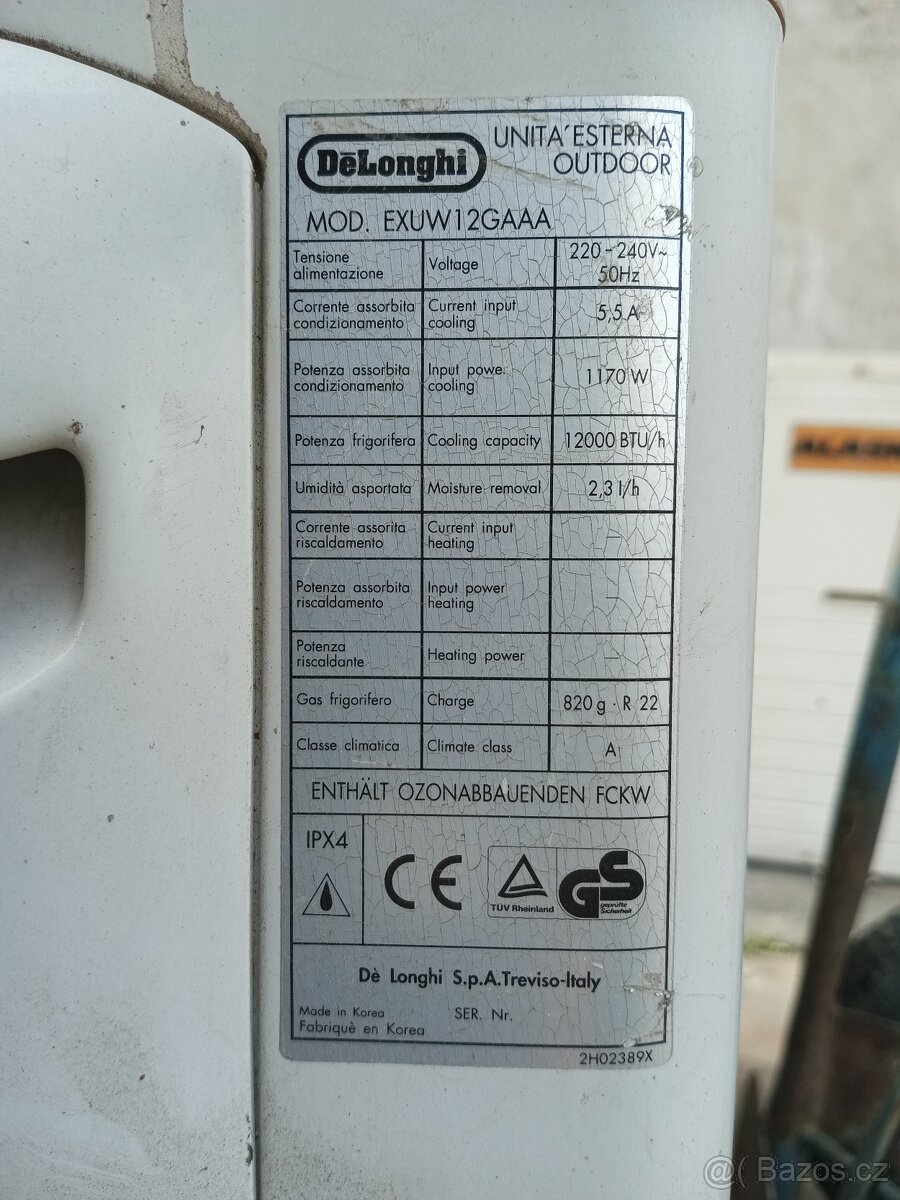 DeLonghi
UNITA' ESTERNA
OUTDOOR
MOD. EXUW12GAAA
Tensione alimentazione Voltage 220-240V~ 50Hz
Corrente assorbita condizionamento Current input cooling 5,5 A
Potenza assorbita condizionamento Input power cooling 1170 W
Potenza frigorifera Cooling capacity 12000 BTU/h
Umidità asportata Moisture removal 2,3 l/h
Corrente assorita riscaldamento Current input heating —
Potenza assorbita riscaldamento Input power heating —
Potenza riscaldante Heating power —
Gas frigorifero Charge 820 g · R 22
Classe climatica Climate class A
ENTHÄLT OZONABBAUENDEN FCKW
IPX4
CE
TÜV Rheinland
GS
geprüfte
Sicherheit
Dè Longhi S.p.A.Treviso-Italy
Made in Korea SER. Nr.
Fabriquè en Korea
2H02389X
@( Bazos.cz